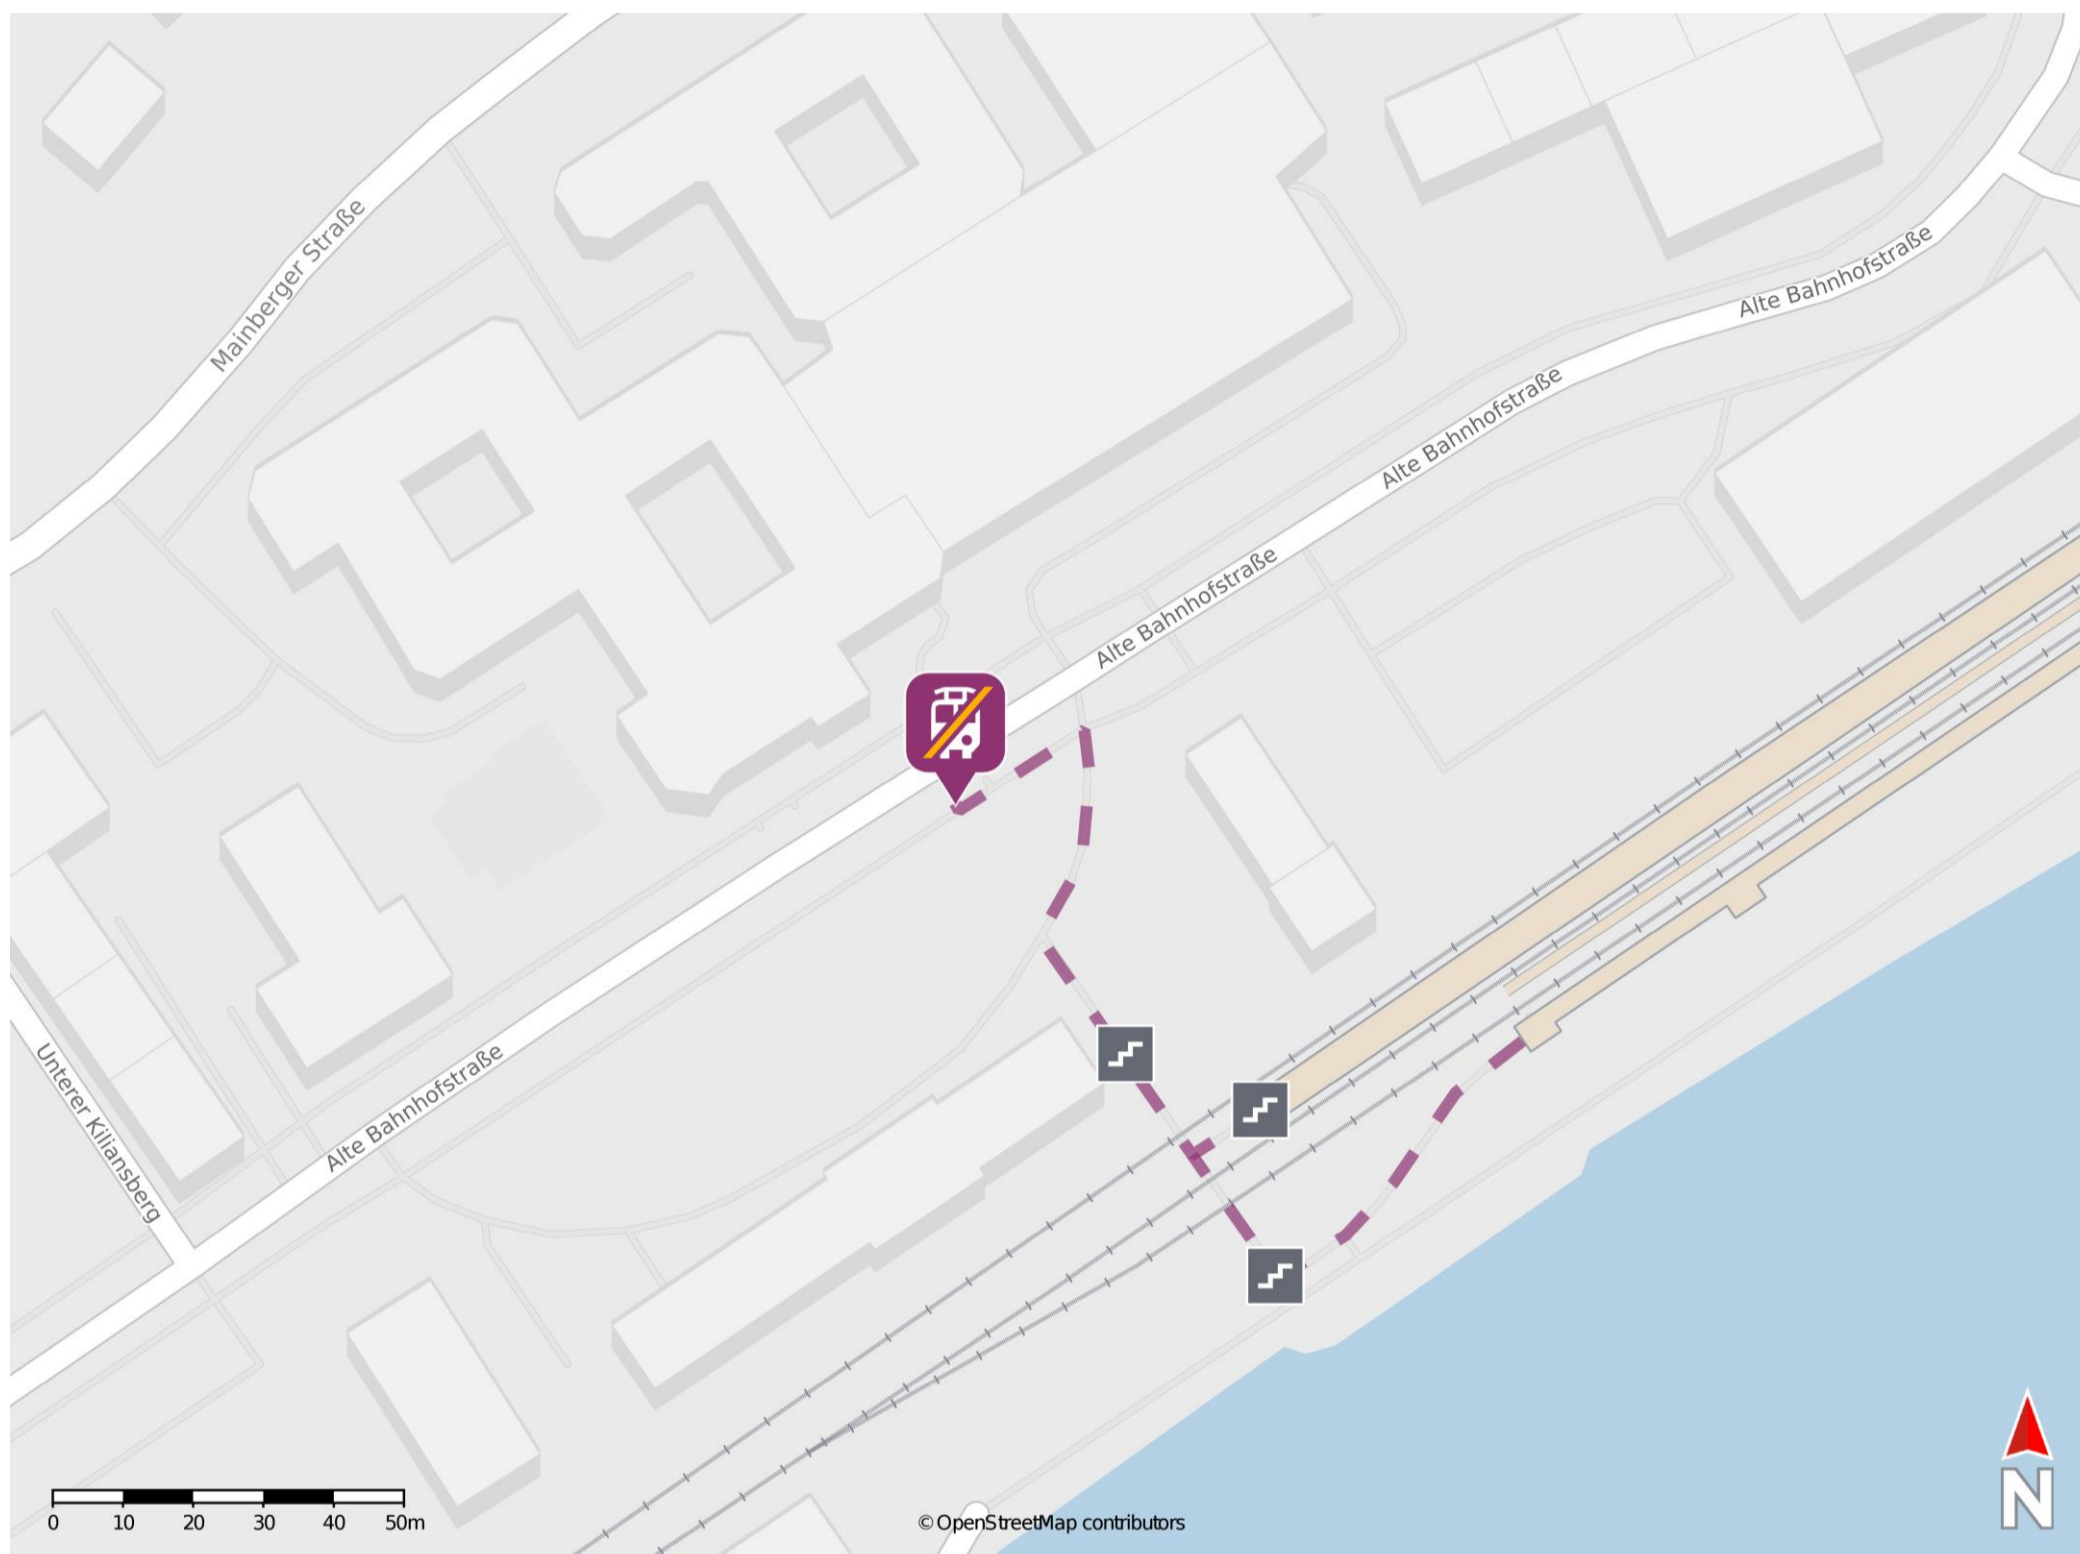 Mainberger Straße
Alte Bahnhofstraße
Alte Bahnhofstraße
Alte Bahnhofstraße
Alte Bahnhofstraße
Unterer Kiliansberg
0 10 20 30 40 50m
© OpenStreetMap contributors
N